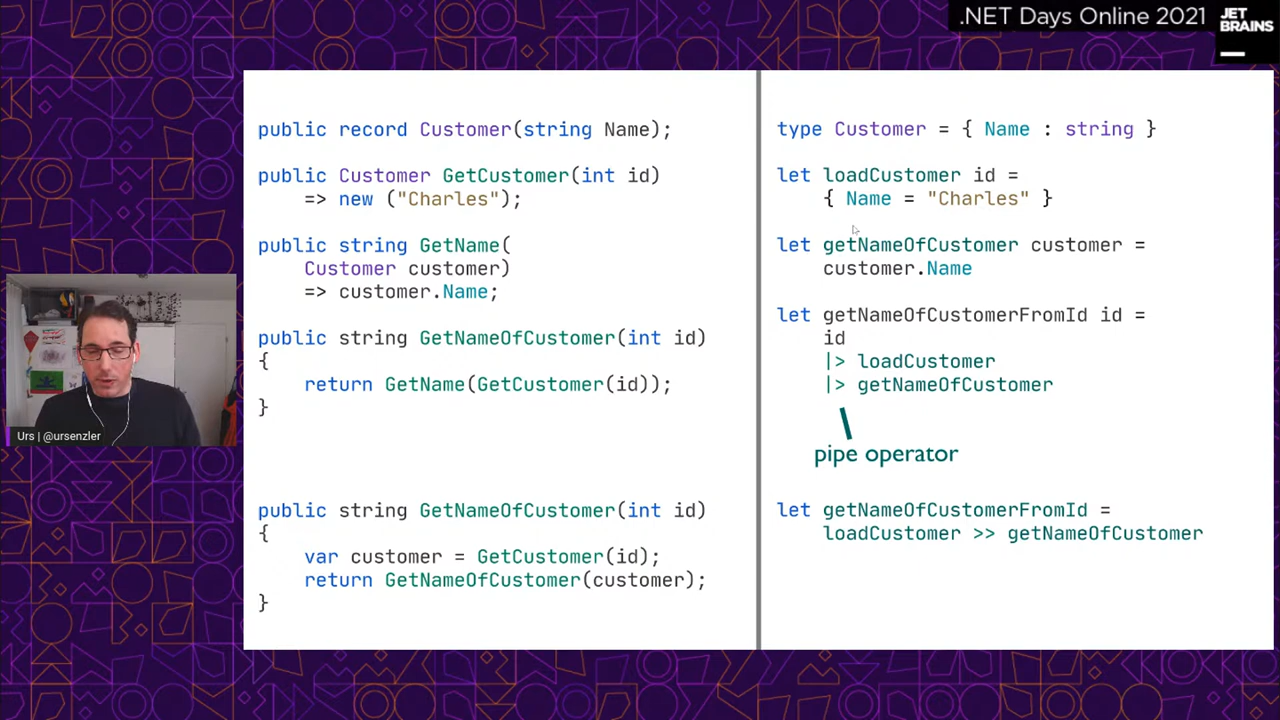 .NET Days Online 2021
JET
BRAINS
public record Customer(string Name);
public Customer GetCustomer(int id)
=> new ("Charles");
public string GetName(
Customer customer)
=> customer.Name;
public string GetNameOfCustomer(int id)
{
return GetName(GetCustomer(id));
}
public string GetNameOfCustomer(int id)
{
var customer = GetCustomer(id);
return GetNameOfCustomer(customer);
}
type Customer = { Name : string }
let loadCustomer id =
{ Name = "Charles" }
let getNameOfCustomer customer =
customer.Name
let getNameOfCustomerFromId id =
id
|> loadCustomer
|> getNameOfCustomer
pipe operator
let getNameOfCustomerFromId =
loadCustomer >> getNameOfCustomer
Urs | @ursenzler